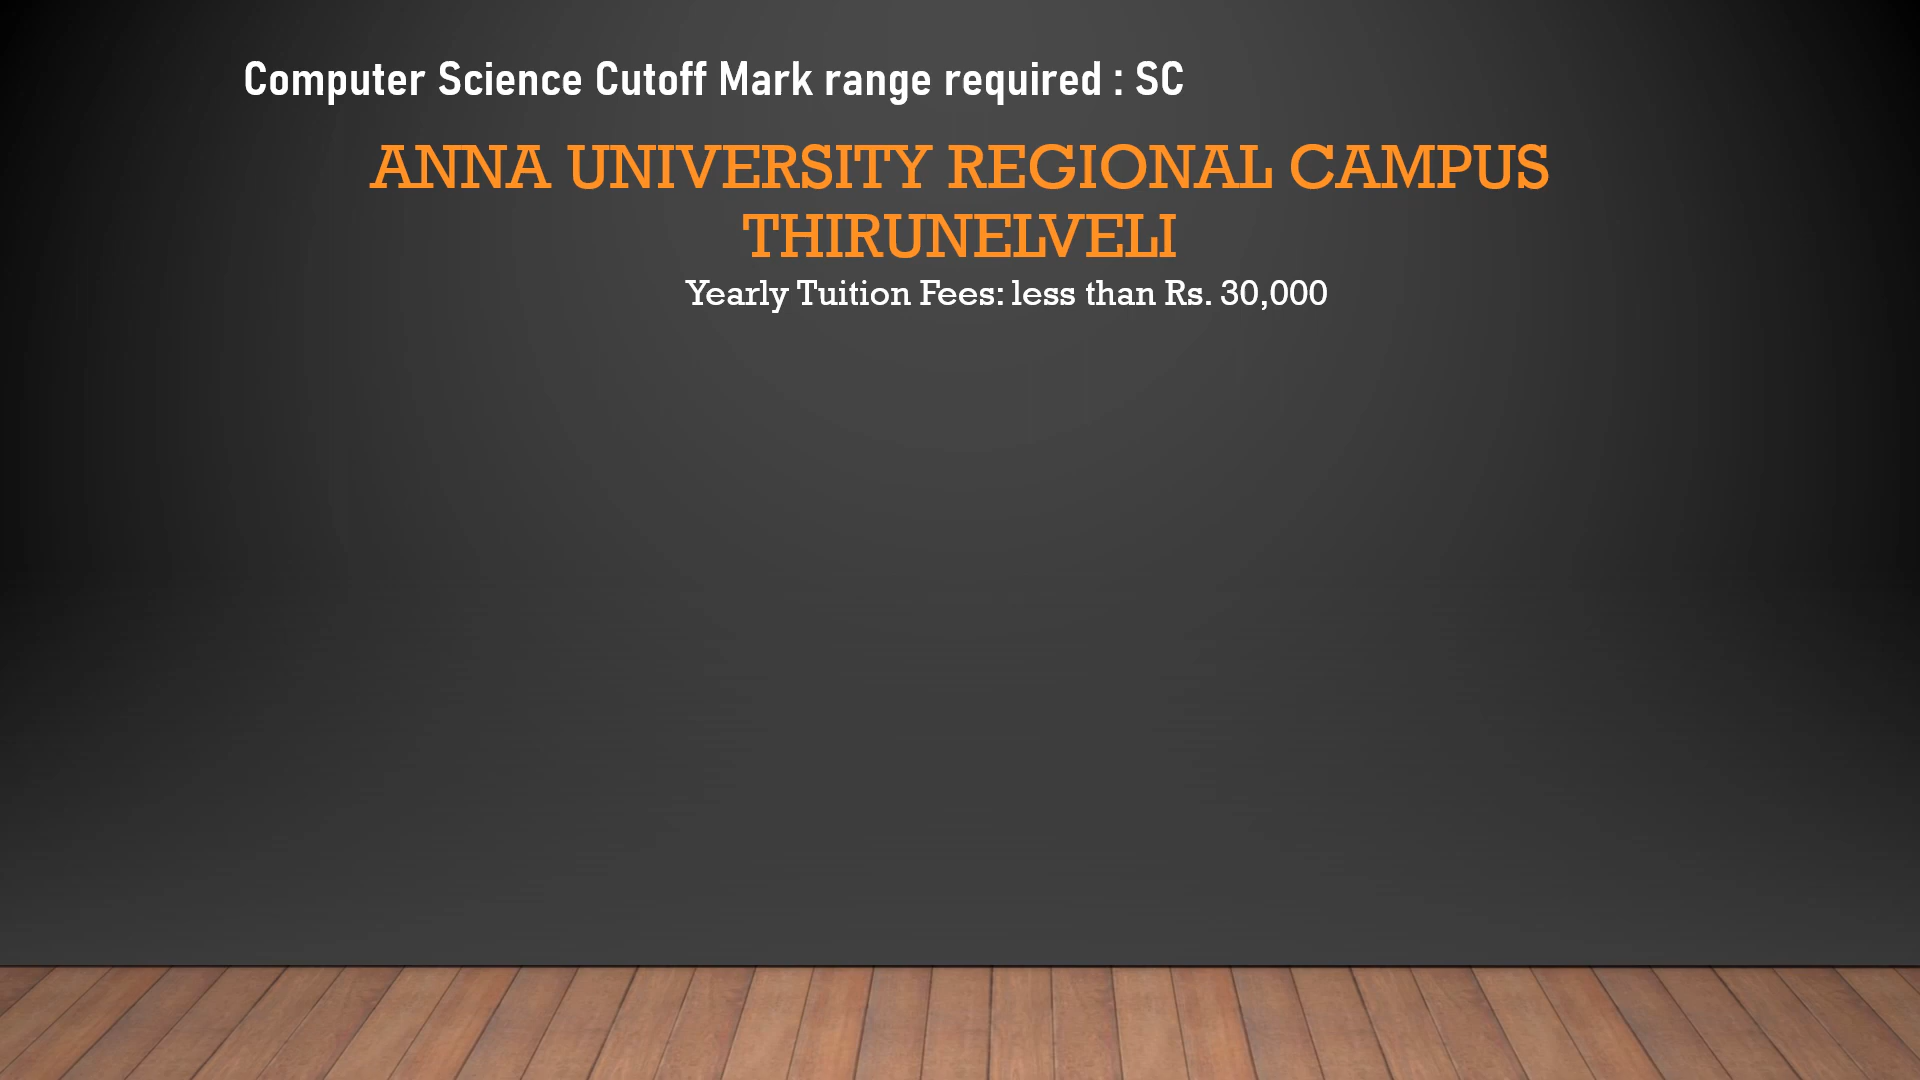 Computer Science Cutoff Mark range required : SC
ANNA UNIVERSITY REGIONAL CAMPUS
THIRUNELVELI
Yearly Tuition Fees: less than Rs. 30,000